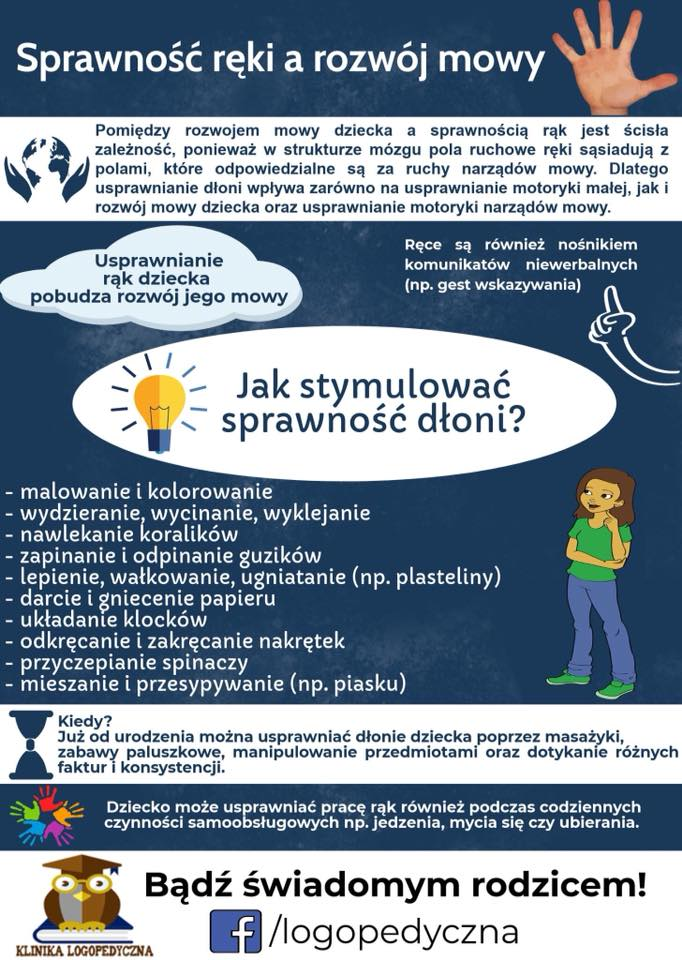 Sprawność ręki a rozwój mowy
Pomiędzy rozwojem mowy dziecka a sprawnością rąk jest ścisła
zależność, ponieważ w strukturze mózgu pola ruchowe ręki sąsiadują z
polami, które odpowiedzialne są za ruchy narządów mowy. Dlatego
usprawnianie dłoni wpływa zarówno na usprawnianie motoryki małej, jak i
rozwój mowy dziecka oraz usprawnianie motoryki narządów mowy.
Usprawnianie
rąk dziecka
pobudza rozwój jego mowy
Ręce są również nośnikiem
komunikatów niewerbalnych
(np. gest wskazywania)
Jak stymulować
sprawność dłoni?
- malowanie i kolorowanie
- wydzieranie, wycinanie, wyklejanie
- nawlekanie koralików
- zapinanie i odpinanie guzików
- lepienie, wałkowanie, ugniatanie (np. plasteliny)
- darcie i gniecenie papieru
- układanie klocków
- odkręcanie i zakręcanie nakrętek
- przyczepianie spinaczy
- mieszanie i przesypywanie (np. piasku)
Kiedy?
Już od urodzenia można usprawniać dłonie dziecka poprzez masażyki,
zabawy paluszkowe, manipulowanie przedmiotami oraz dotykanie różnych
faktur i konsystencji.
Dziecko może usprawniać pracę rąk również podczas codziennych
czynności samoobsługowych np. jedzenia, mycia się czy ubierania.
Bądź świadomym rodzicem!
f /logopedyczna
KLINIKA LOGOPEDYCZNA